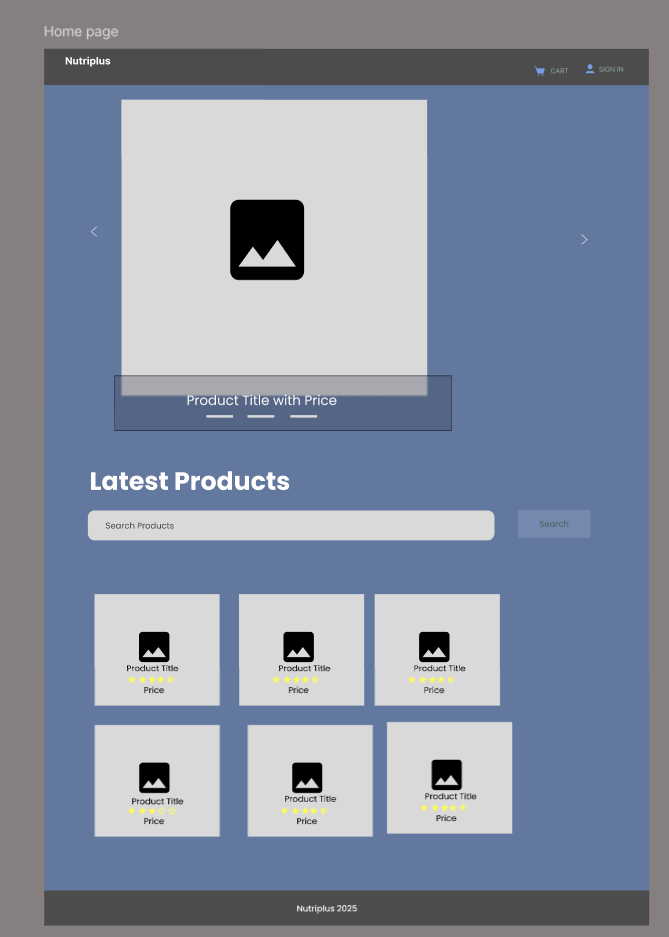 Home page
Nutriplus
CART SIGN IN
Product Title with Price
Latest Products
Search Products Search
Product Title Product Title Product Title
Price Price Price
Product Title Product Title Product Title
Price Price Price
Nutriplus 2025